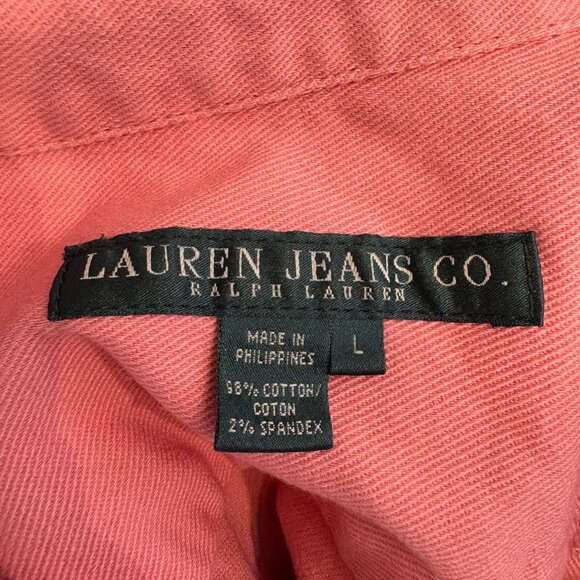 LAUREN JEANS CO.
RALPH LAUREN
MADE IN
PHILIPPINES
L
98% COTTON/
COTON
2% SPANDEX